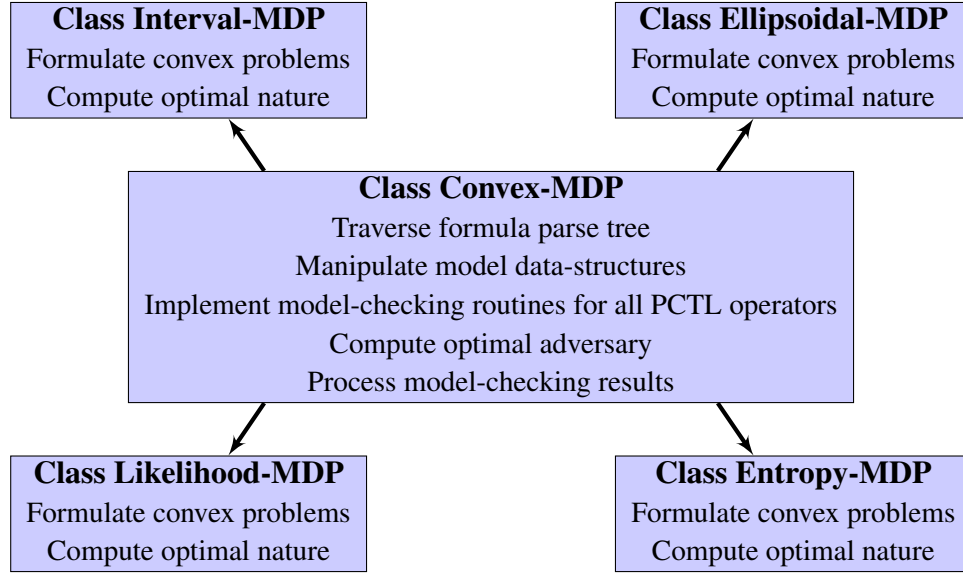 Class Interval-MDP
Formulate convex problems
Compute optimal nature
Class Ellipsoidal-MDP
Formulate convex problems
Compute optimal nature
Class Convex-MDP
Traverse formula parse tree
Manipulate model data-structures
Implement model-checking routines for all PCTL operators
Compute optimal adversary
Process model-checking results
Class Likelihood-MDP
Formulate convex problems
Compute optimal nature
Class Entropy-MDP
Formulate convex problems
Compute optimal nature